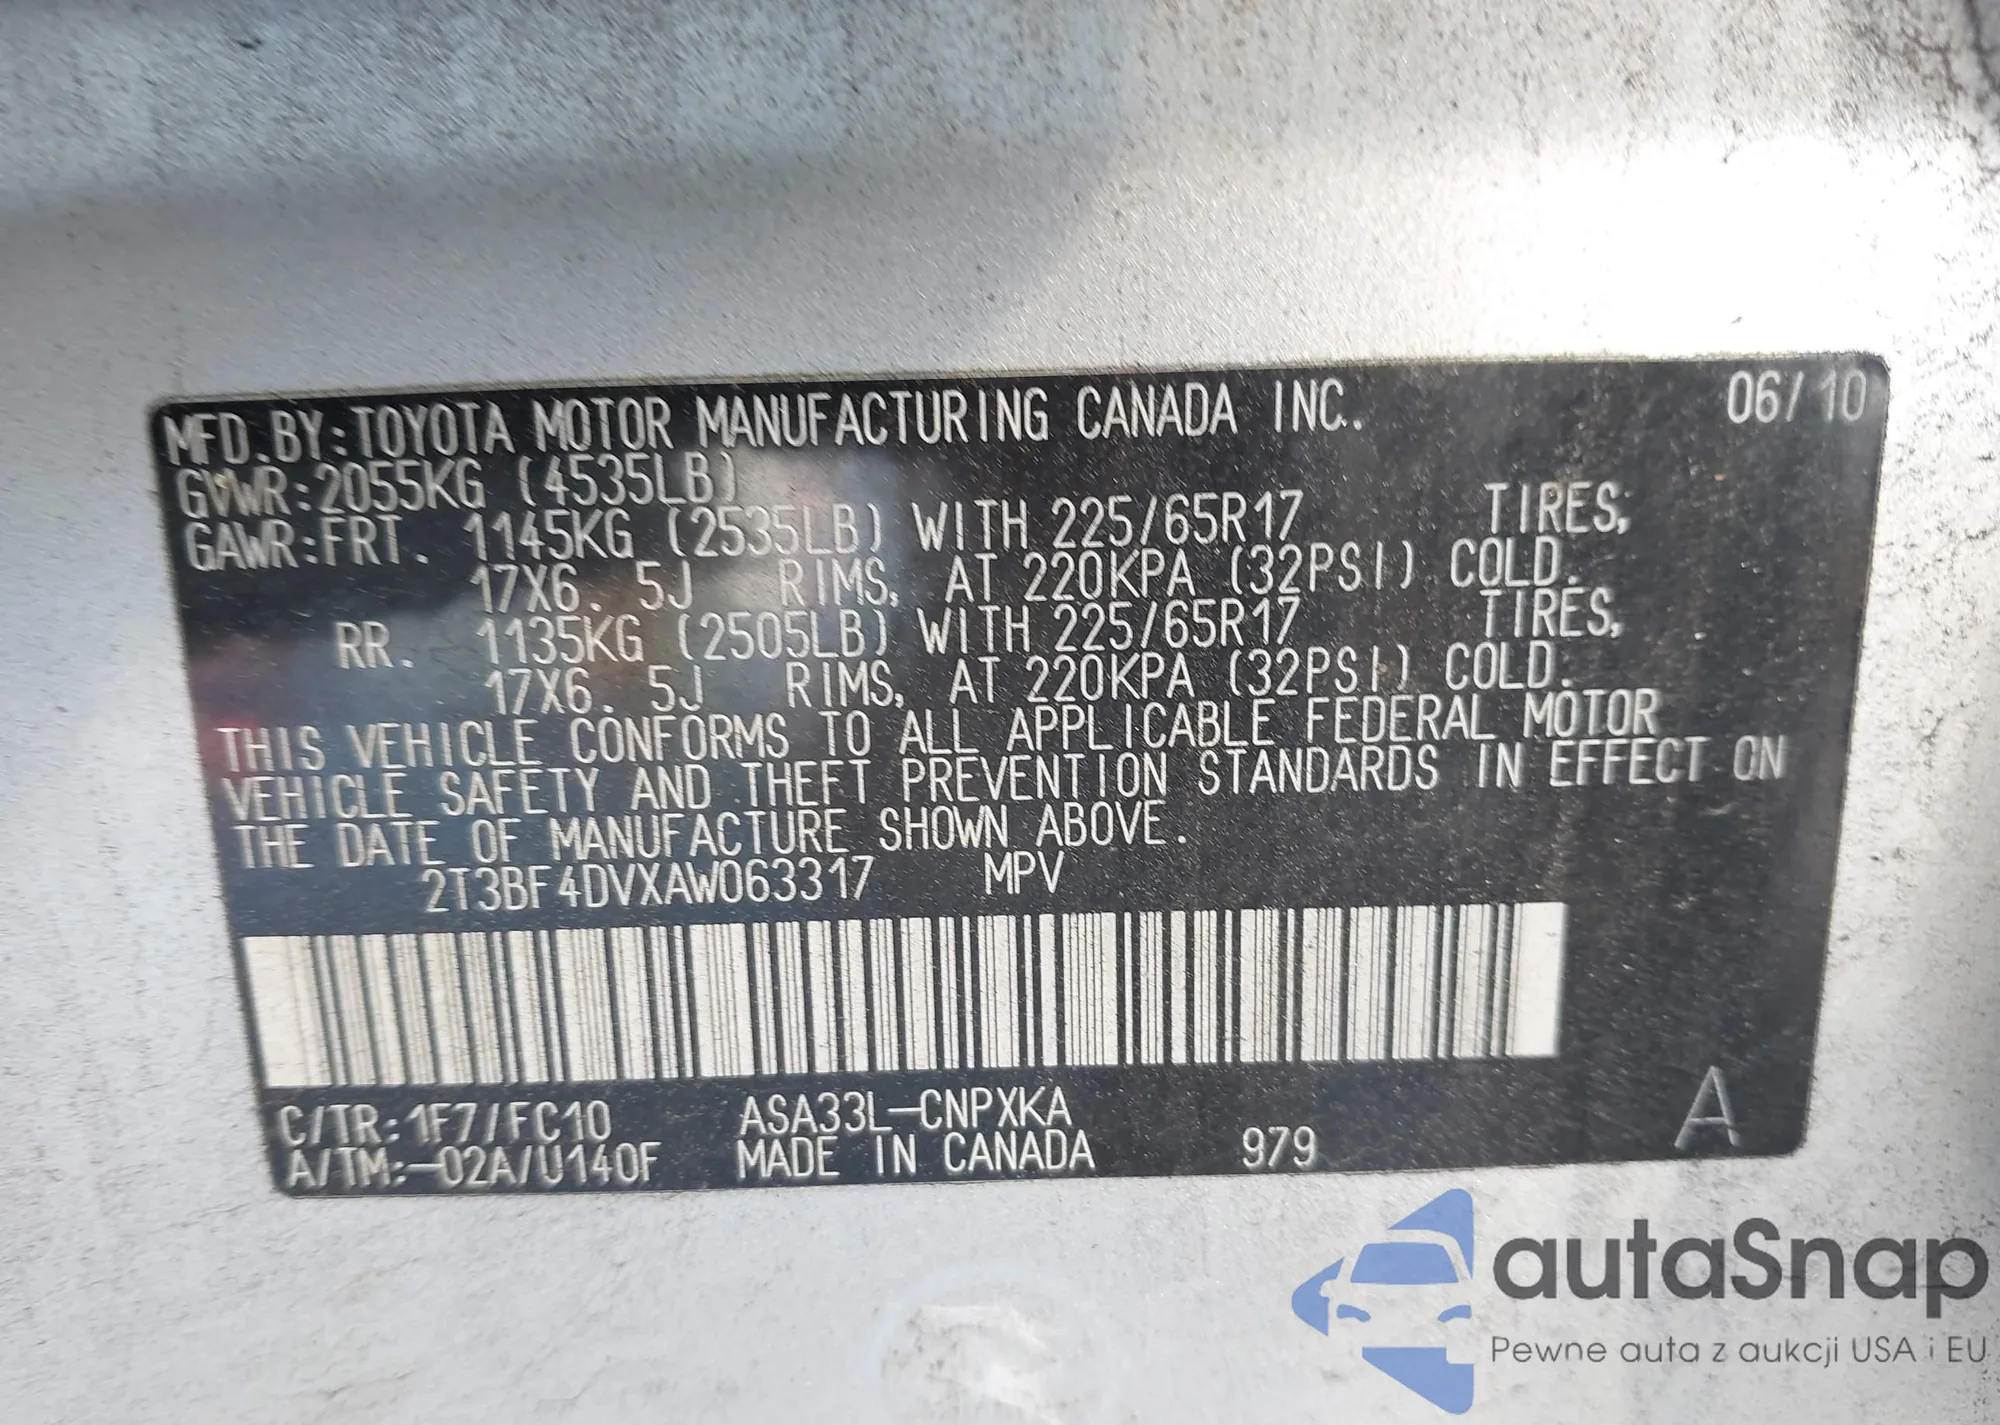 MFD.BY:TOYOTA MOTOR MANUFACTURING CANADA INC. 06/10
GVWR:2055KG (4535LB)
GAWR:FRT. 1145KG (2535LB) WITH 225/65R17 TIRES,
17X6.5J RIMS, AT 220KPA (32PSI) COLD.
RR. 1135KG (2505LB) WITH 225/65R17 TIRES,
17X6.5J RIMS, AT 220KPA (32PSI) COLD.
THIS VEHICLE CONFORMS TO ALL APPLICABLE FEDERAL MOTOR
VEHICLE SAFETY AND THEFT PREVENTION STANDARDS IN EFFECT ON
THE DATE OF MANUFACTURE SHOWN ABOVE.
2T3BF4DVXAW063317 MPV
C/TR:1F7/FC10 ASA33L-CNPXKA
A/TM:-02A/U140F MADE IN CANADA 979 A
autaSnap
Pewne auta z aukcji USA i EU